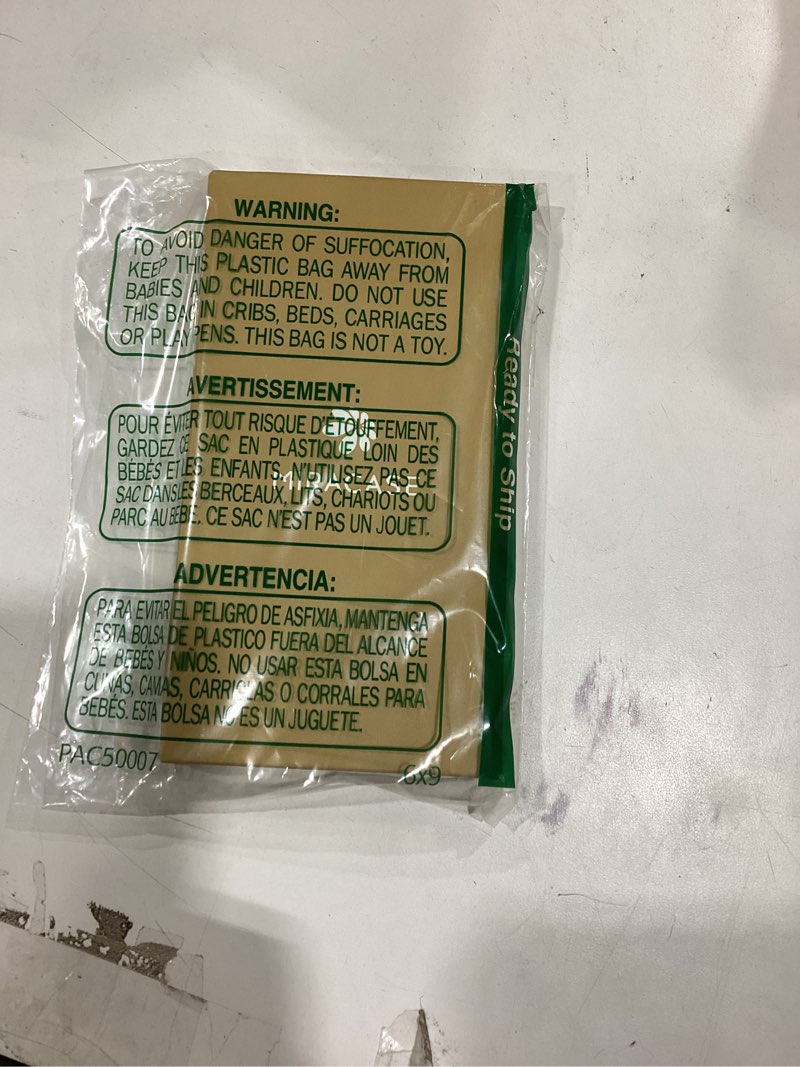 WARNING:
TO AVOID DANGER OF SUFFOCATION,
KEEP THIS PLASTIC BAG AWAY FROM
BABIES AND CHILDREN. DO NOT USE
THIS BAG IN CRIBS, BEDS, CARRIAGES
OR PLAYPENS. THIS BAG IS NOT A TOY.
AVERTISSEMENT:
POUR ÉVITER TOUT RISQUE D'ÉTOUFFEMENT,
GARDEZ CE SAC EN PLASTIQUE LOIN DES
BÉBÉS ET LES ENFANTS. N'UTILISEZ PAS CE
SAC DANS LES BERCEAUX, LITS, CHARIOTS OU
PARC AU BÉBÉ. CE SAC N'EST PAS UN JOUET.
MIRACASE
ADVERTENCIA:
PARA EVITAR EL PELIGRO DE ASFIXIA, MANTENGA
ESTA BOLSA DE PLASTICO FUERA DEL ALCANCE
DE BEBÉS Y NIÑOS. NO USAR ESTA BOLSA EN
CUNAS, CAMAS, CARRIOLAS O CORRALES PARA
BEBÉS. ESTA BOLSA NO ES UN JUGUETE.
PAC50007
6x9
Ready to Ship